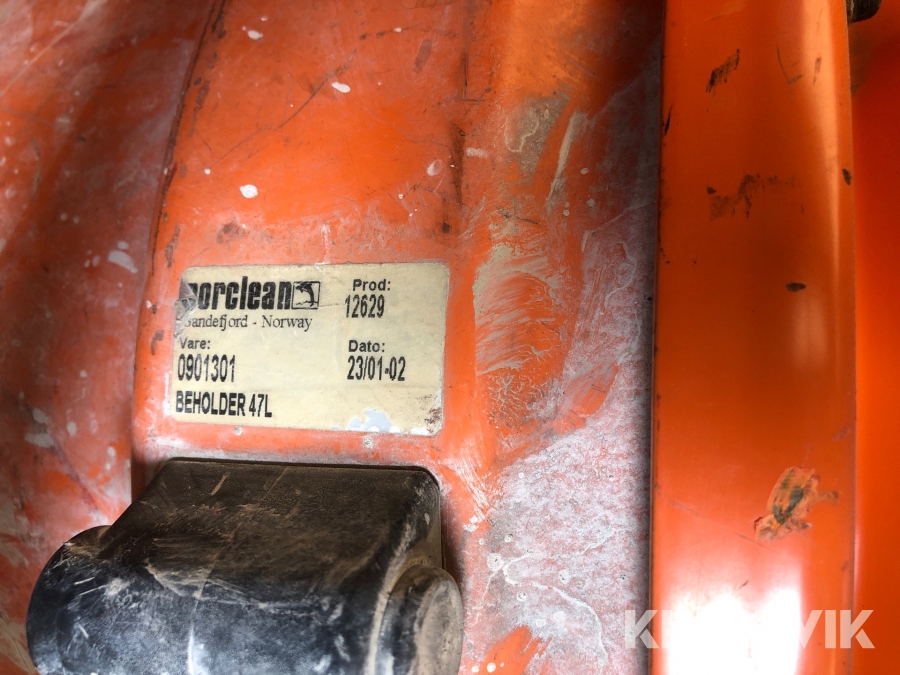 norclean
Sandefjord - Norway
Prod:
12629
Vare:
0901301
Dato:
23/01-02
BEHOLDER 47L